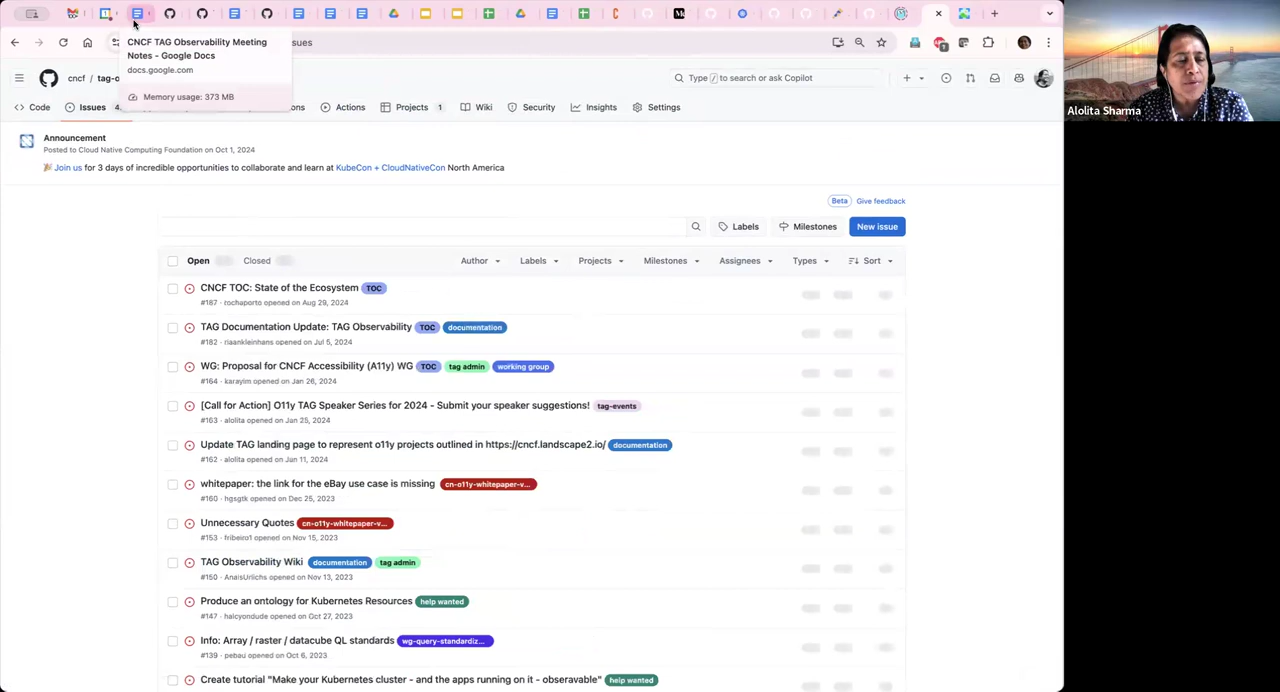 CNCF TAG Observability Meeting
Notes - Google Docs
docs.google.com
Memory usage: 373 MB
cncf / tag-o
Type / to search or ask Copilot
Code
Issues
Actions
Projects 1
Wiki
Security
Insights
Settings
Alolita Sharma
Announcement
Posted to Cloud Native Computing Foundation on Oct 1, 2024
🎉 Join us for 3 days of incredible opportunities to collaborate and learn at KubeCon + CloudNativeCon North America
Beta Give feedback
Labels Milestones New issue
Open Closed Author Labels Projects Milestones Assignees Types Sort
CNCF TOC: State of the Ecosystem TOC
#187 · rochaporto opened on Aug 29, 2024
TAG Documentation Update: TAG Observability TOC documentation
#182 · riaankleinhans opened on Jul 5, 2024
WG: Proposal for CNCF Accessibility (A11y) WG TOC tag admin working group
#164 · karayim opened on Jan 26, 2024
[Call for Action] O11y TAG Speaker Series for 2024 - Submit your speaker suggestions! tag-events
#163 · alolita opened on Jan 25, 2024
Update TAG landing page to represent o11y projects outlined in https://cncf.landscape2.io/ documentation
#162 · alolita opened on Jan 11, 2024
whitepaper: the link for the eBay use case is missing cn-o11y-whitepaper-v...
#160 · hgsgtk opened on Dec 25, 2023
Unnecessary Quotes cn-o11y-whitepaper-v...
#153 · fribeiro1 opened on Nov 15, 2023
TAG Observability Wiki documentation tag admin
#150 · AnaisUrlichs opened on Nov 13, 2023
Produce an ontology for Kubernetes Resources help wanted
#147 · halcyondude opened on Oct 27, 2023
Info: Array / raster / datacube QL standards wg-query-standardiz...
#139 · pebau opened on Oct 6, 2023
Create tutorial "Make your Kubernetes cluster - and the apps running on it - obseravable" help wanted